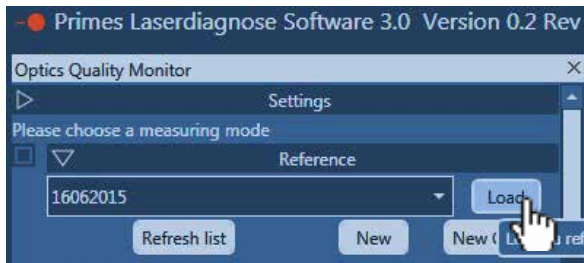 Primes Laserdiagnose Software 3.0 Version 0.2 Rev
Optics Quality Monitor
Settings
Please choose a measuring mode
Reference
16062015 Load
Refresh list New New